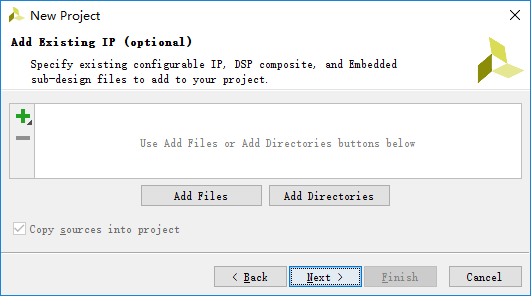 New Project
Add Existing IP (optional)
Specify existing configurable IP, DSP composite, and Embedded
sub-design files to add to your project.
Use Add Files or Add Directories buttons below
Add Files
Add Directories
Copy sources into project
< Back
Next >
Finish
Cancel